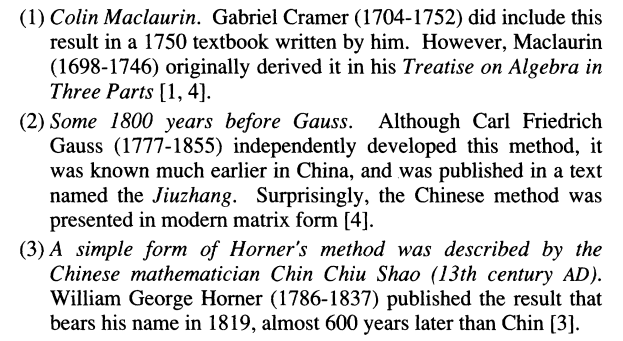 (1) Colin Maclaurin. Gabriel Cramer (1704-1752) did include this
result in a 1750 textbook written by him. However, Maclaurin
(1698-1746) originally derived it in his Treatise on Algebra in
Three Parts [1, 4].
(2) Some 1800 years before Gauss. Although Carl Friedrich
Gauss (1777-1855) independently developed this method, it
was known much earlier in China, and was published in a text
named the Jiuzhang. Surprisingly, the Chinese method was
presented in modern matrix form [4].
(3) A simple form of Horner's method was described by the
Chinese mathematician Chin Chiu Shao (13th century AD).
William George Horner (1786-1837) published the result that
bears his name in 1819, almost 600 years later than Chin [3].